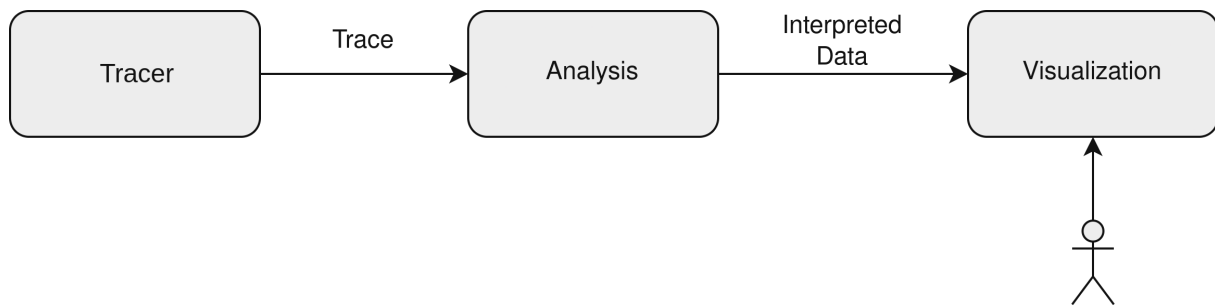 Tracer
Trace
Analysis
Interpreted
Data
Visualization